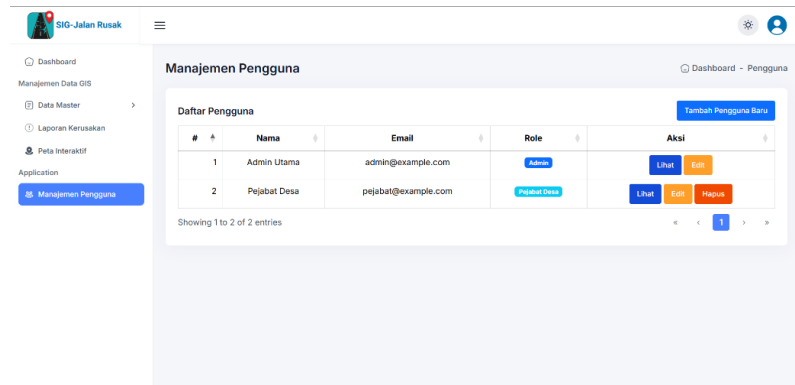 SIG-Jalan Rusak
Dashboard
Manajemen Data GIS
Data Master
Laporan Kerusakan
Peta Interaktif
Application
Manajemen Pengguna
Manajemen Pengguna
Dashboard - Pengguna
Daftar Pengguna
Tambah Pengguna Baru
# Nama Email Role Aksi
1 Admin Utama admin@example.com Admin Lihat Edit
2 Pejabat Desa pejabat@example.com Pejabat Desa Lihat Edit Hapus
Showing 1 to 2 of 2 entries
« ‹ 1 › »